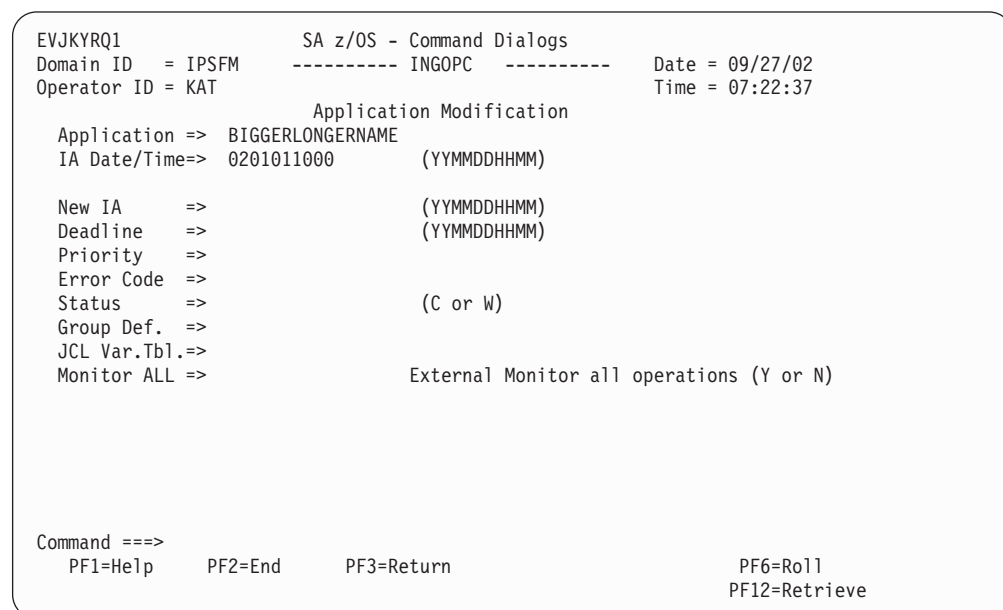 EVJKYRQ1 SA z/OS - Command Dialogs
Domain ID = IPSFM ---------- INGOPC ---------- Date = 09/27/02
Operator ID = KAT Time = 07:22:37
Application Modification
Application => BIGGERLONGERNAME
IA Date/Time=> 0201011000 (YYMMDDHHMM)
New IA => (YYMMDDHHMM)
Deadline => (YYMMDDHHMM)
Priority =>
Error Code =>
Status => (C or W)
Group Def. =>
JCL Var.Tbl.=>
Monitor ALL => External Monitor all operations (Y or N)
Command ===>
PF1=Help PF2=End PF3=Return PF6=Roll
PF12=Retrieve